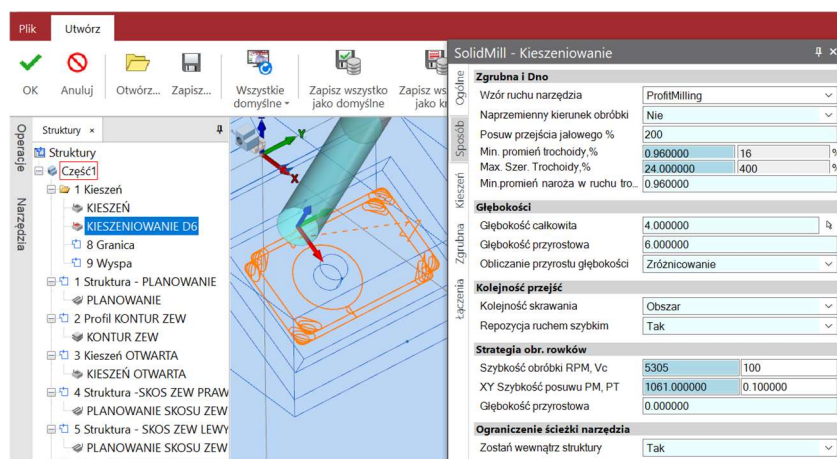 Plik Utwórz
OK Anuluj Otwórz... Zapisz... Wszystkie domyślne Zapisz wszystko jako domyślne Zapisz ws jako kr
Operacje
Narzędzia
Struktury ×
Struktury
Część1
1 Kieszeń
KIESZEŃ
KIESZENIOWANIE D6
8 Granica
9 Wyspa
1 Struktura - PLANOWANIE
PLANOWANIE
2 Profil KONTUR ZEW
KONTUR ZEW
3 Kieszeń OTWARTA
KIESZEŃ OTWARTA
4 Struktura -SKOS ZEW PRAW
PLANOWANIE SKOSU ZEW
5 Struktura - SKOS ZEW LEWY
PLANOWANIE SKOSU ZEW
Y
X
SolidMill - Kieszeniowanie
Ogólne
Sposób
Kieszeń
Zgrubna
Łączenia
Zgrubna i Dno
Wzór ruchu narzędzia ProfitMilling
Naprzemienny kierunek obróbki Nie
Posuw przejścia jałowego % 200
Min. promień trochoidy,% 0.960000 16 %
Max. Szer. Trochoidy,% 24.000000 400 %
Min.promień naroża w ruchu tro... 0.960000
Głębokości
Głębokość całkowita 4.000000
Głębokość przyrostowa 6.000000
Obliczanie przyrostu głębokości Zróżnicowanie
Kolejność przejść
Kolejność skrawania Obszar
Repozycja ruchem szybkim Tak
Strategia obr. rowków
Szybkość obróbki RPM, Vc 5305 100
XY Szybkość posuwu PM, PT 1061.000000 0.100000
Głębokość przyrostowa 0.000000
Ograniczenie ścieżki narzędzia
Zostań wewnątrz struktury Tak